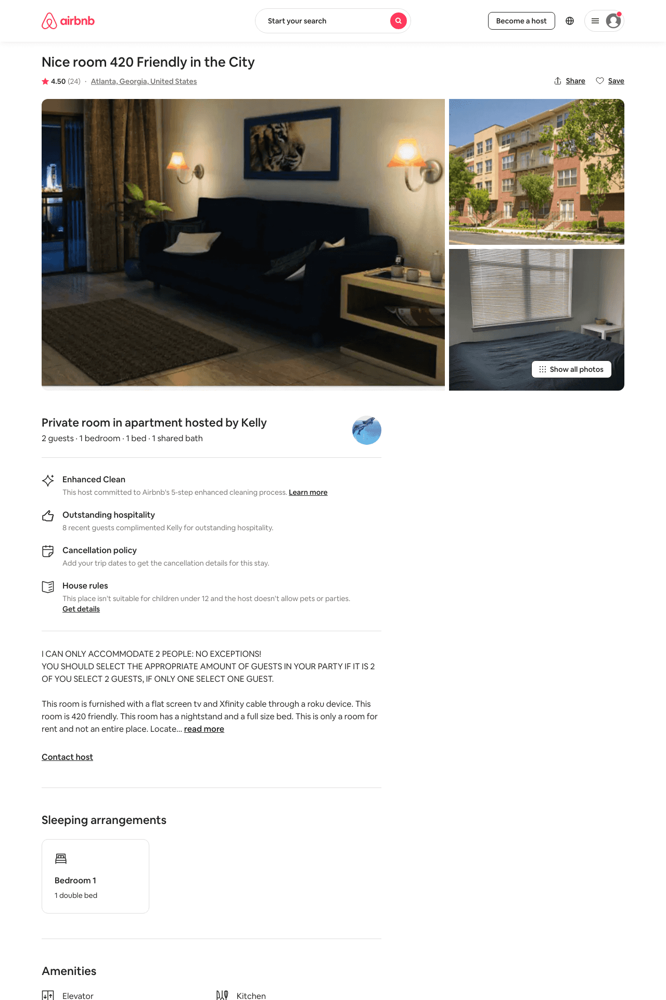 airbnb
Start your search
Become a host
Nice room 420 Friendly in the City
4.50 (24) · Atlanta, Georgia, United States
Share
Save
Show all photos
Private room in apartment hosted by Kelly
2 guests · 1 bedroom · 1 bed · 1 shared bath
Enhanced Clean
This host committed to Airbnb's 5-step enhanced cleaning process. Learn more
Outstanding hospitality
8 recent guests complimented Kelly for outstanding hospitality.
Cancellation policy
Add your trip dates to get the cancellation details for this stay.
House rules
This place isn’t suitable for children under 12 and the host doesn’t allow pets or parties.
Get details
I CAN ONLY ACCOMMODATE 2 PEOPLE: NO EXCEPTIONS!
YOU SHOULD SELECT THE APPROPRIATE AMOUNT OF GUESTS IN YOUR PARTY IF IT IS 2
OF YOU SELECT 2 GUESTS, IF ONLY ONE SELECT ONE GUEST.
This room is furnished with a flat screen tv and Xfinity cable through a roku device. This
room is 420 friendly. This room has a nightstand and a full size bed. This is only a room for
rent and not an entire place. Locate... read more
Contact host
Sleeping arrangements
Bedroom 1
1 double bed
Amenities
Elevator
Kitchen